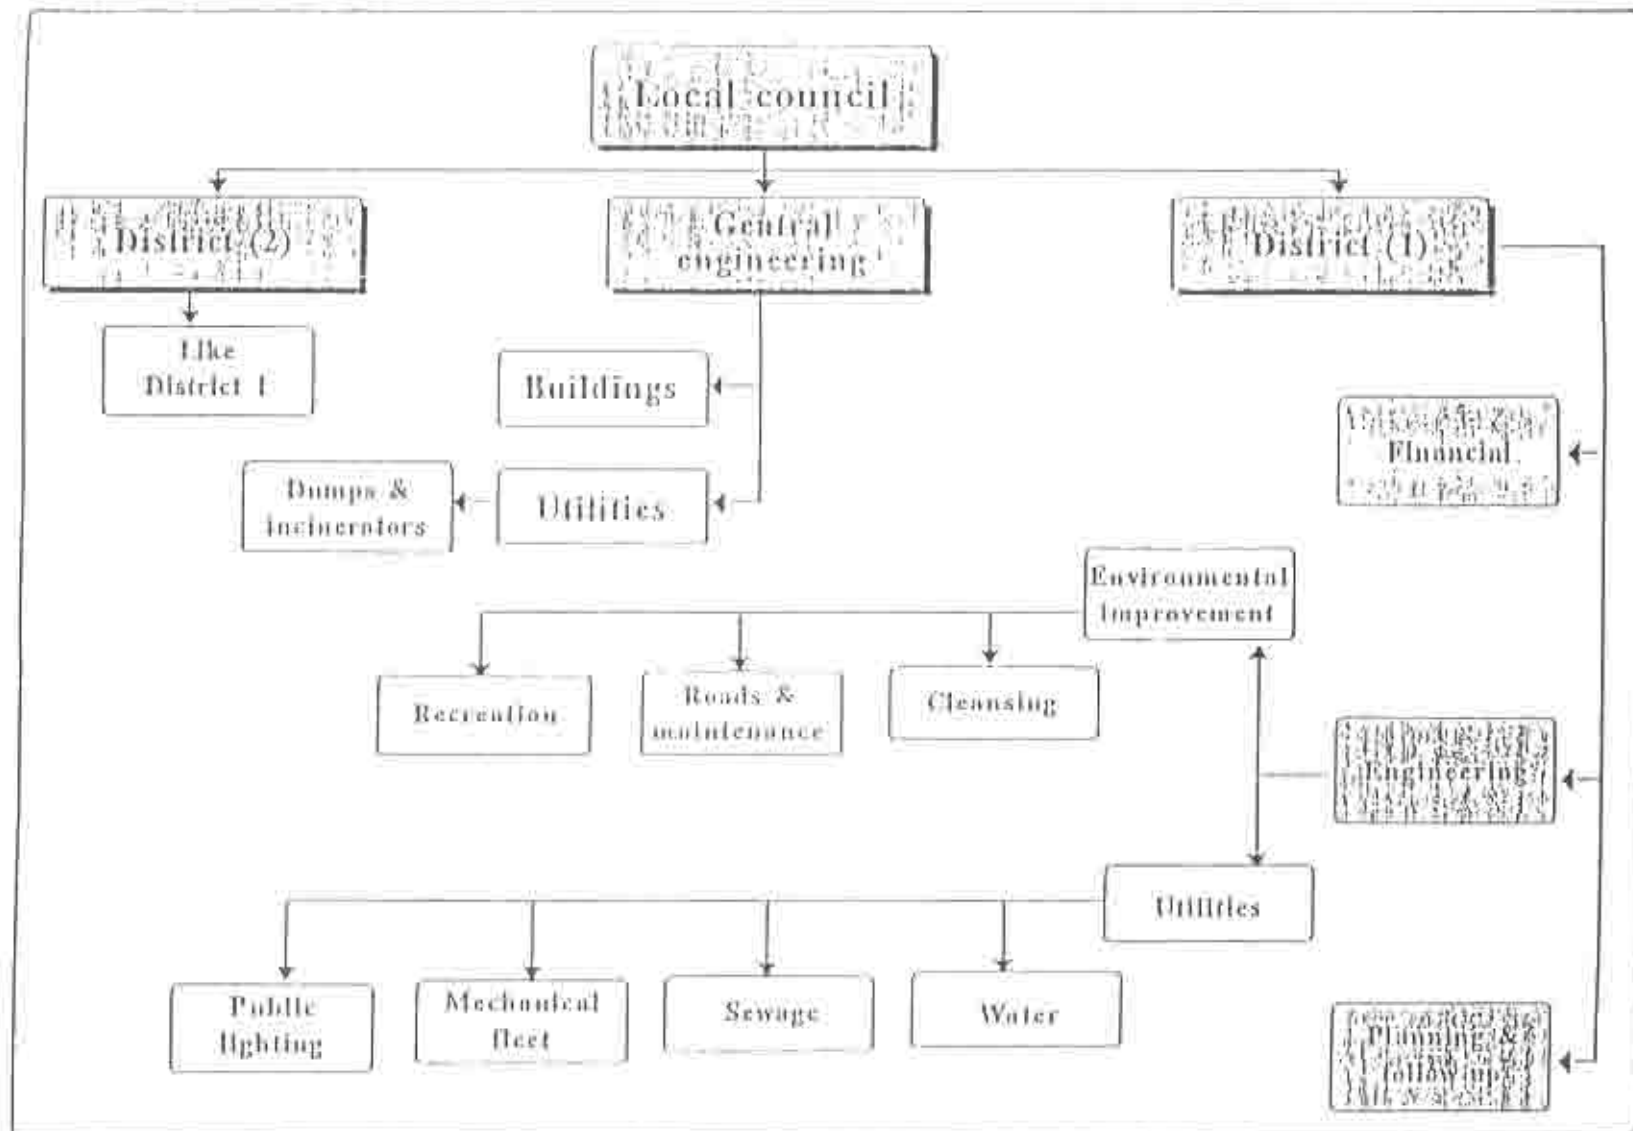 Local council
District (2)
Central
engineering
District (1)
Like
District 1
Buildings
Financial
Dumps &
incinerators
Utilities
Environmental
Improvement
Recreation
Roads &
maintenance
Cleansing
Engineering
Utilities
Public
lighting
Mechanical
fleet
Sewage
Water
Planning &
follow up